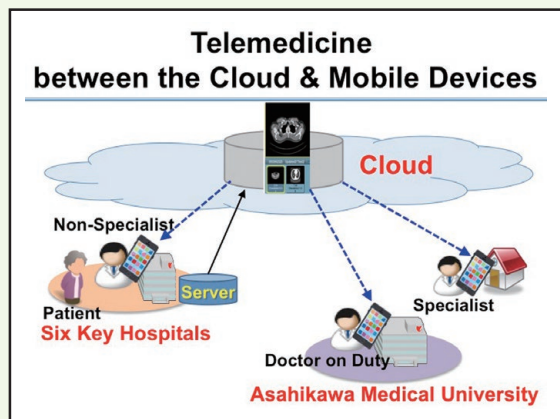 Telemedicine
between the Cloud & Mobile Devices
Cloud
Non-Specialist
Server
Patient
Six Key Hospitals
Specialist
Doctor on Duty
Asahikawa Medical University